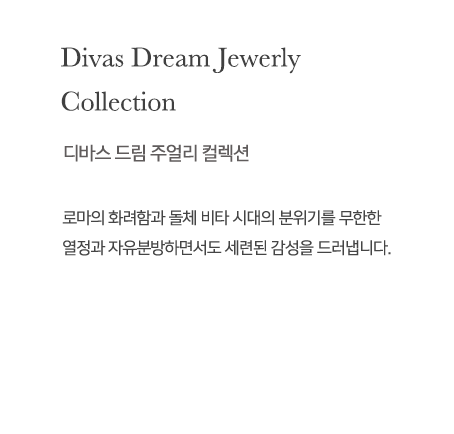 Divas Dream Jewerly
Collection
디바스 드림 주얼리 컬렉션
로마의 화려함과 돌체 비타 시대의 분위기를 무한한
열정과 자유분방하면서도 세련된 감성을 드러냅니다.